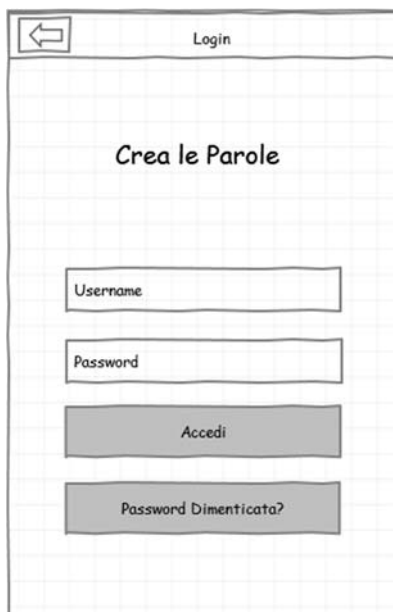 Login
Crea le Parole
Username
Password
Accedi
Password Dimenticata?